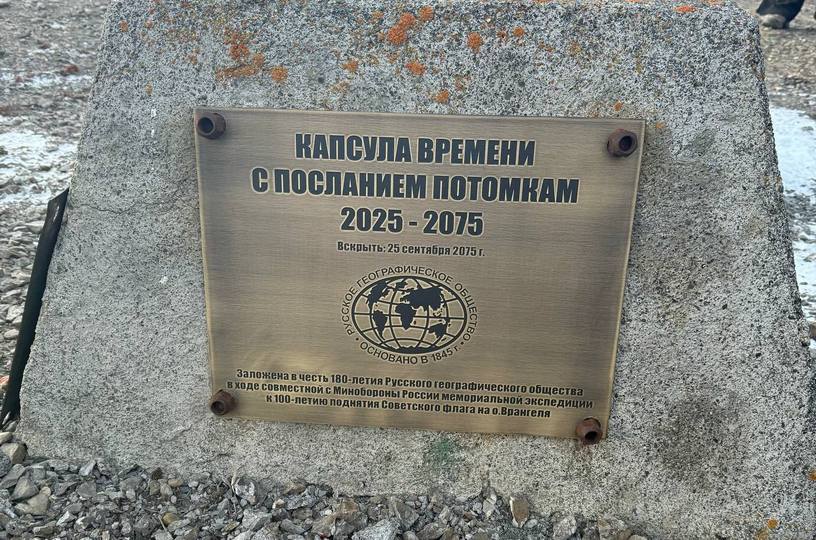 КАПСУЛА ВРЕМЕНИ
С ПОСЛАНИЕМ ПОТОМКАМ
2025 - 2075
Вскрыть: 25 сентября 2075 г.
РУССКОЕ ГЕОГРАФИЧЕСКОЕ ОБЩЕСТВО
• ОСНОВАНО В 1845 г. •
Заложена в честь 180-летия Русского географического общества
в ходе совместной с Минобороны России мемориальной экспедиции
к 100-летию поднятия Советского флага на о.Врангеля